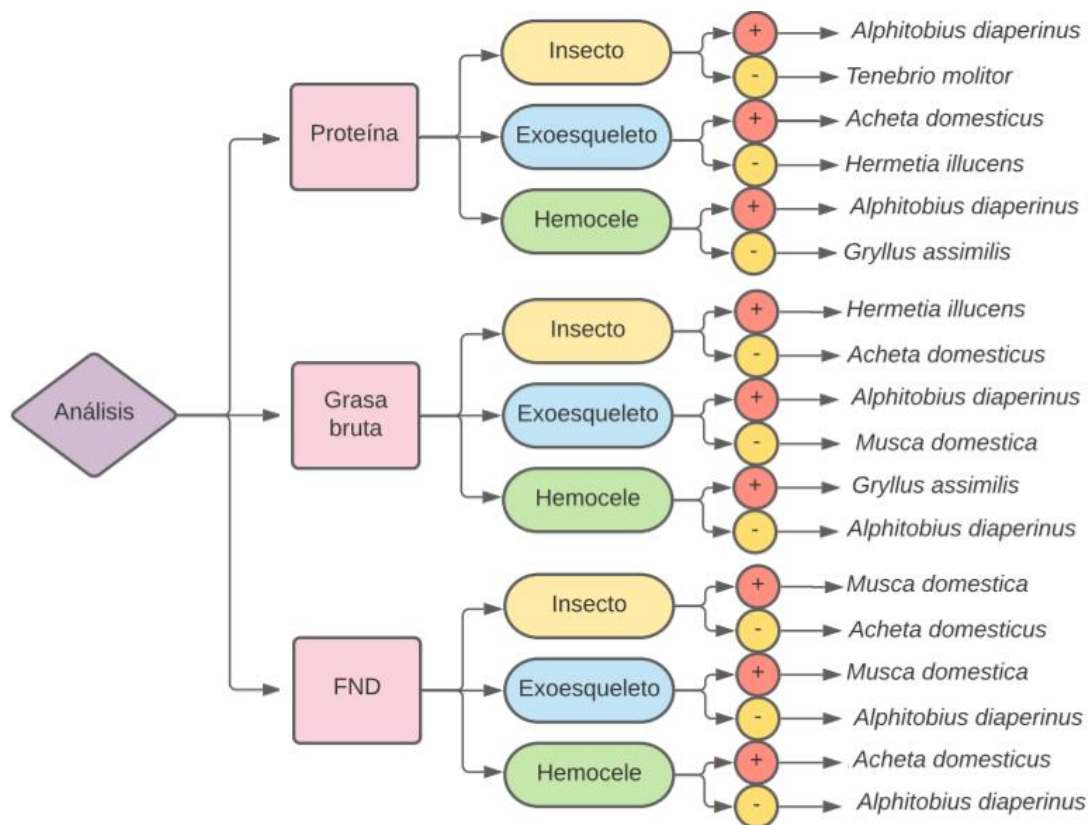 Análisis
Proteína
Insecto
+
Alphitobius diaperinus
-
Tenebrio molitor
Exoesqueleto
+
Acheta domesticus
-
Hermetia illucens
Hemocele
+
Alphitobius diaperinus
-
Gryllus assimilis
Grasa
bruta
Insecto
+
Hermetia illucens
-
Acheta domesticus
Exoesqueleto
+
Alphitobius diaperinus
-
Musca domestica
Hemocele
+
Gryllus assimilis
-
Alphitobius diaperinus
FND
Insecto
+
Musca domestica
-
Acheta domesticus
Exoesqueleto
+
Musca domestica
-
Alphitobius diaperinus
Hemocele
+
Acheta domesticus
-
Alphitobius diaperinus